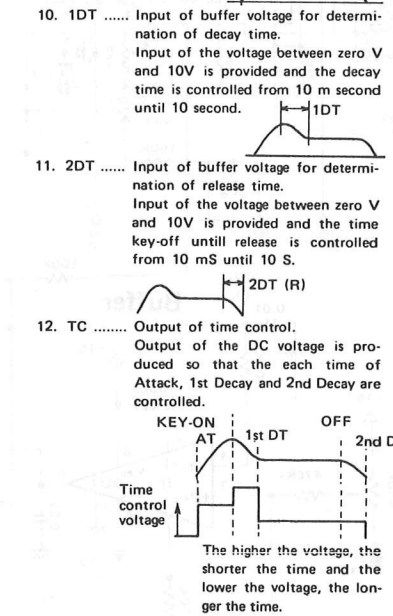 10. 1DT ...... Input of buffer voltage for determi-
nation of decay time.
Input of the voltage between zero V
and 10V is provided and the decay
time is controlled from 10 m second
until 10 second.
1DT
11. 2DT ...... Input of buffer voltage for determi-
nation of release time.
Input of the voltage between zero V
and 10V is provided and the time
key-off untill release is controlled
from 10 mS until 10 S.
2DT (R)
12. TC ........ Output of time control.
Output of the DC voltage is pro-
duced so that the each time of
Attack, 1st Decay and 2nd Decay are
controlled.
KEY-ON OFF
AT 1st DT 2nd D
Time
control
voltage
The higher the voltage, the
shorter the time and the
lower the voltage, the lon-
ger the time.